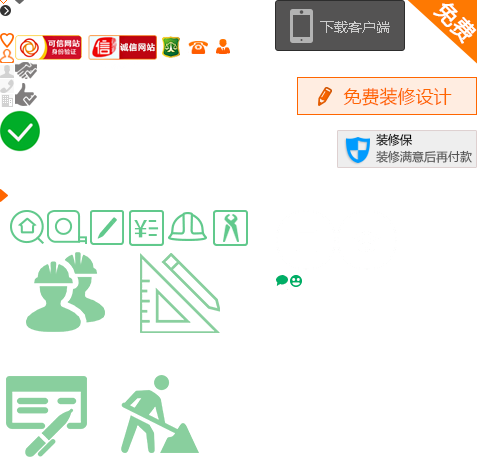 下载客户端
免费
可信网站
身份验证
诚信网站
免费装修设计
装修保
装修满意后再付款